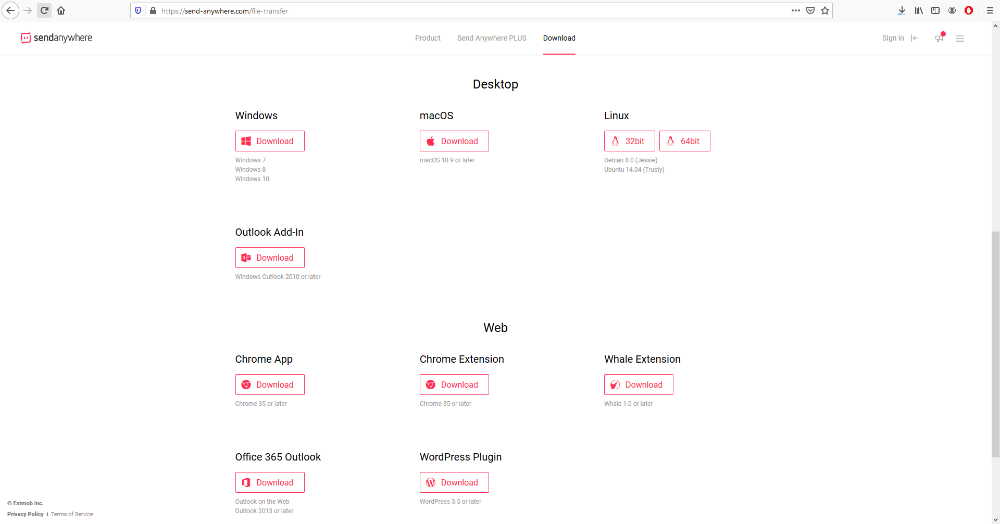 https://send-anywhere.com/file-transfer
sendanywhere
Product Send Anywhere PLUS Download
Sign in
Desktop
Windows macOS Linux
Download Download 32bit 64bit
Windows 7 macOS 10.9 or later Debian 8.0 (Jessie)
Windows 8 Ubuntu 14.04 (Trusty)
Windows 10
Outlook Add-In
Download
Windows Outlook 2010 or later
Web
Chrome App Chrome Extension Whale Extension
Download Download Download
Chrome 35 or later Chrome 35 or later Whale 1.0 or later
Office 365 Outlook WordPress Plugin
Download Download
Outlook on the Web WordPress 3.5 or later
Outlook 2013 or later
© Estmob Inc.
Privacy Policy I Terms of Service